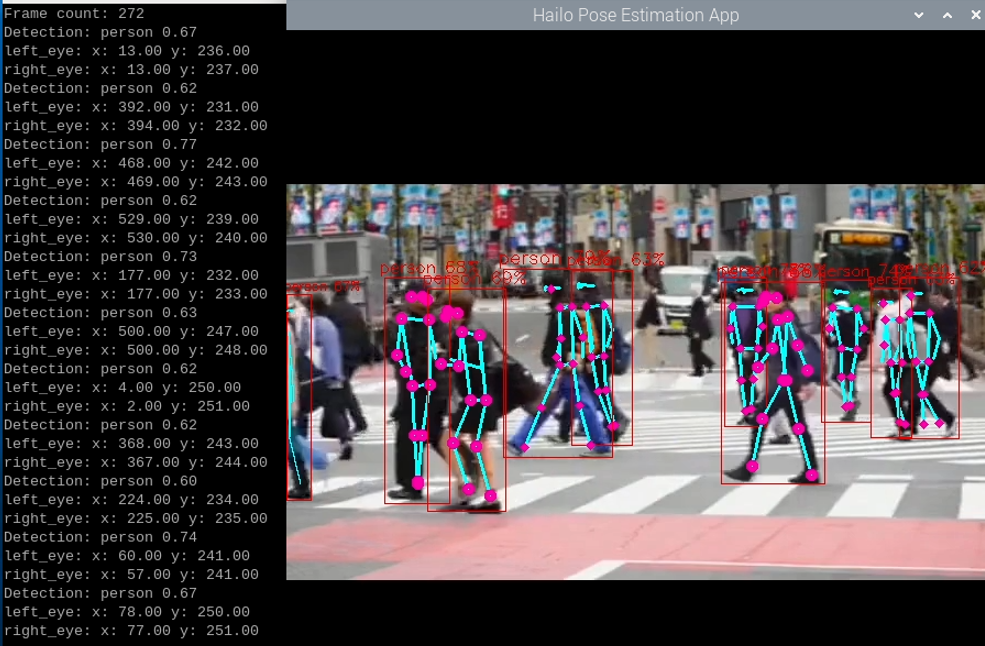 Frame count: 272
Detection: person 0.67
left_eye: x: 13.00 y: 236.00
right_eye: x: 13.00 y: 237.00
Detection: person 0.62
left_eye: x: 392.00 y: 231.00
right_eye: x: 394.00 y: 232.00
Detection: person 0.77
left_eye: x: 468.00 y: 242.00
right_eye: x: 469.00 y: 243.00
Detection: person 0.62
left_eye: x: 529.00 y: 239.00
right_eye: x: 530.00 y: 240.00
Detection: person 0.73
left_eye: x: 177.00 y: 232.00
right_eye: x: 177.00 y: 233.00
Detection: person 0.63
left_eye: x: 500.00 y: 247.00
right_eye: x: 500.00 y: 248.00
Detection: person 0.62
left_eye: x: 4.00 y: 250.00
right_eye: x: 2.00 y: 251.00
Detection: person 0.62
left_eye: x: 368.00 y: 243.00
right_eye: x: 367.00 y: 244.00
Detection: person 0.60
left_eye: x: 224.00 y: 234.00
right_eye: x: 225.00 y: 235.00
Detection: person 0.74
left_eye: x: 60.00 y: 241.00
right_eye: x: 57.00 y: 241.00
Detection: person 0.67
left_eye: x: 78.00 y: 250.00
right_eye: x: 77.00 y: 251.00
Hailo Pose Estimation App
person
person 69%
person 63%
person
person